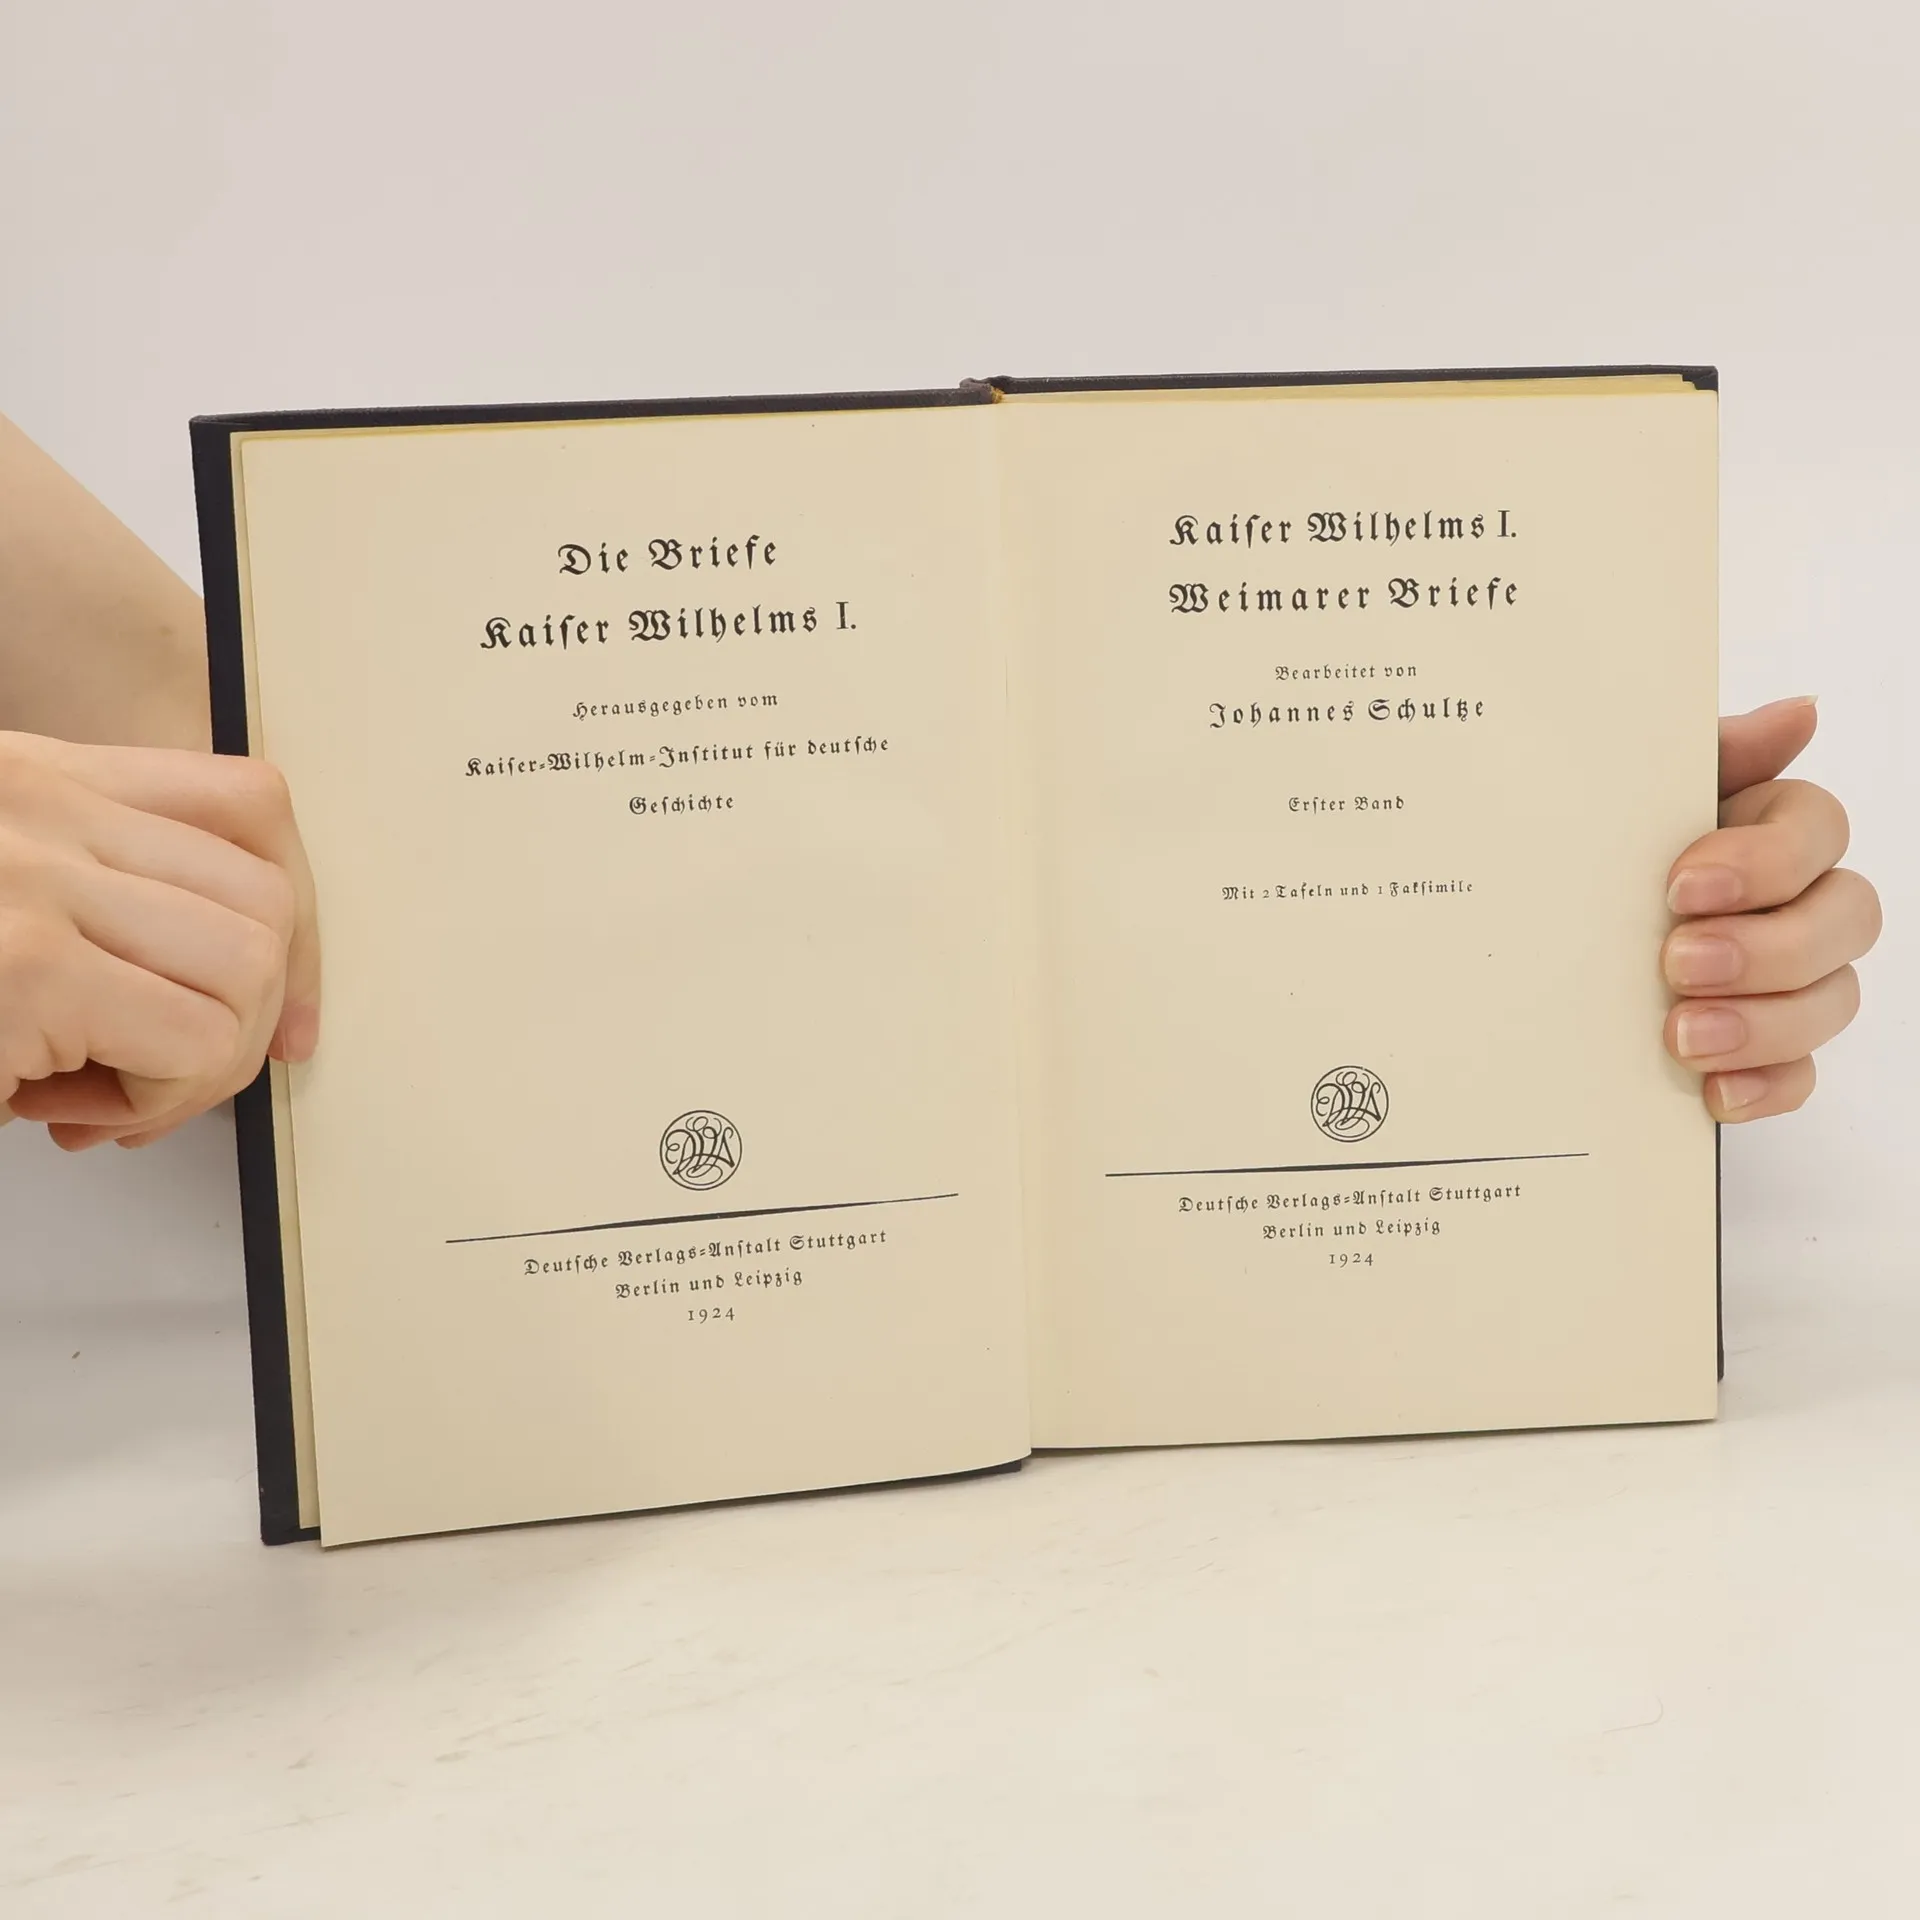 Die Briefe
Kaiſer Wilhelms I.
Herausgegeben vom
Kaiſer-Wilhelm-Inſtitut für deutſche
Geſchichte
DVA
Deutſche Verlags-Anſtalt Stuttgart
Berlin und Leipzig
1924
Kaiſer Wilhelms I.
Weimarer Briefe
Bearbeitet von
Johannes Schultze
Erſter Band
Mit 2 Tafeln und 1 Fakſimile
DVA
Deutſche Verlags-Anſtalt Stuttgart
Berlin und Leipzig
1924